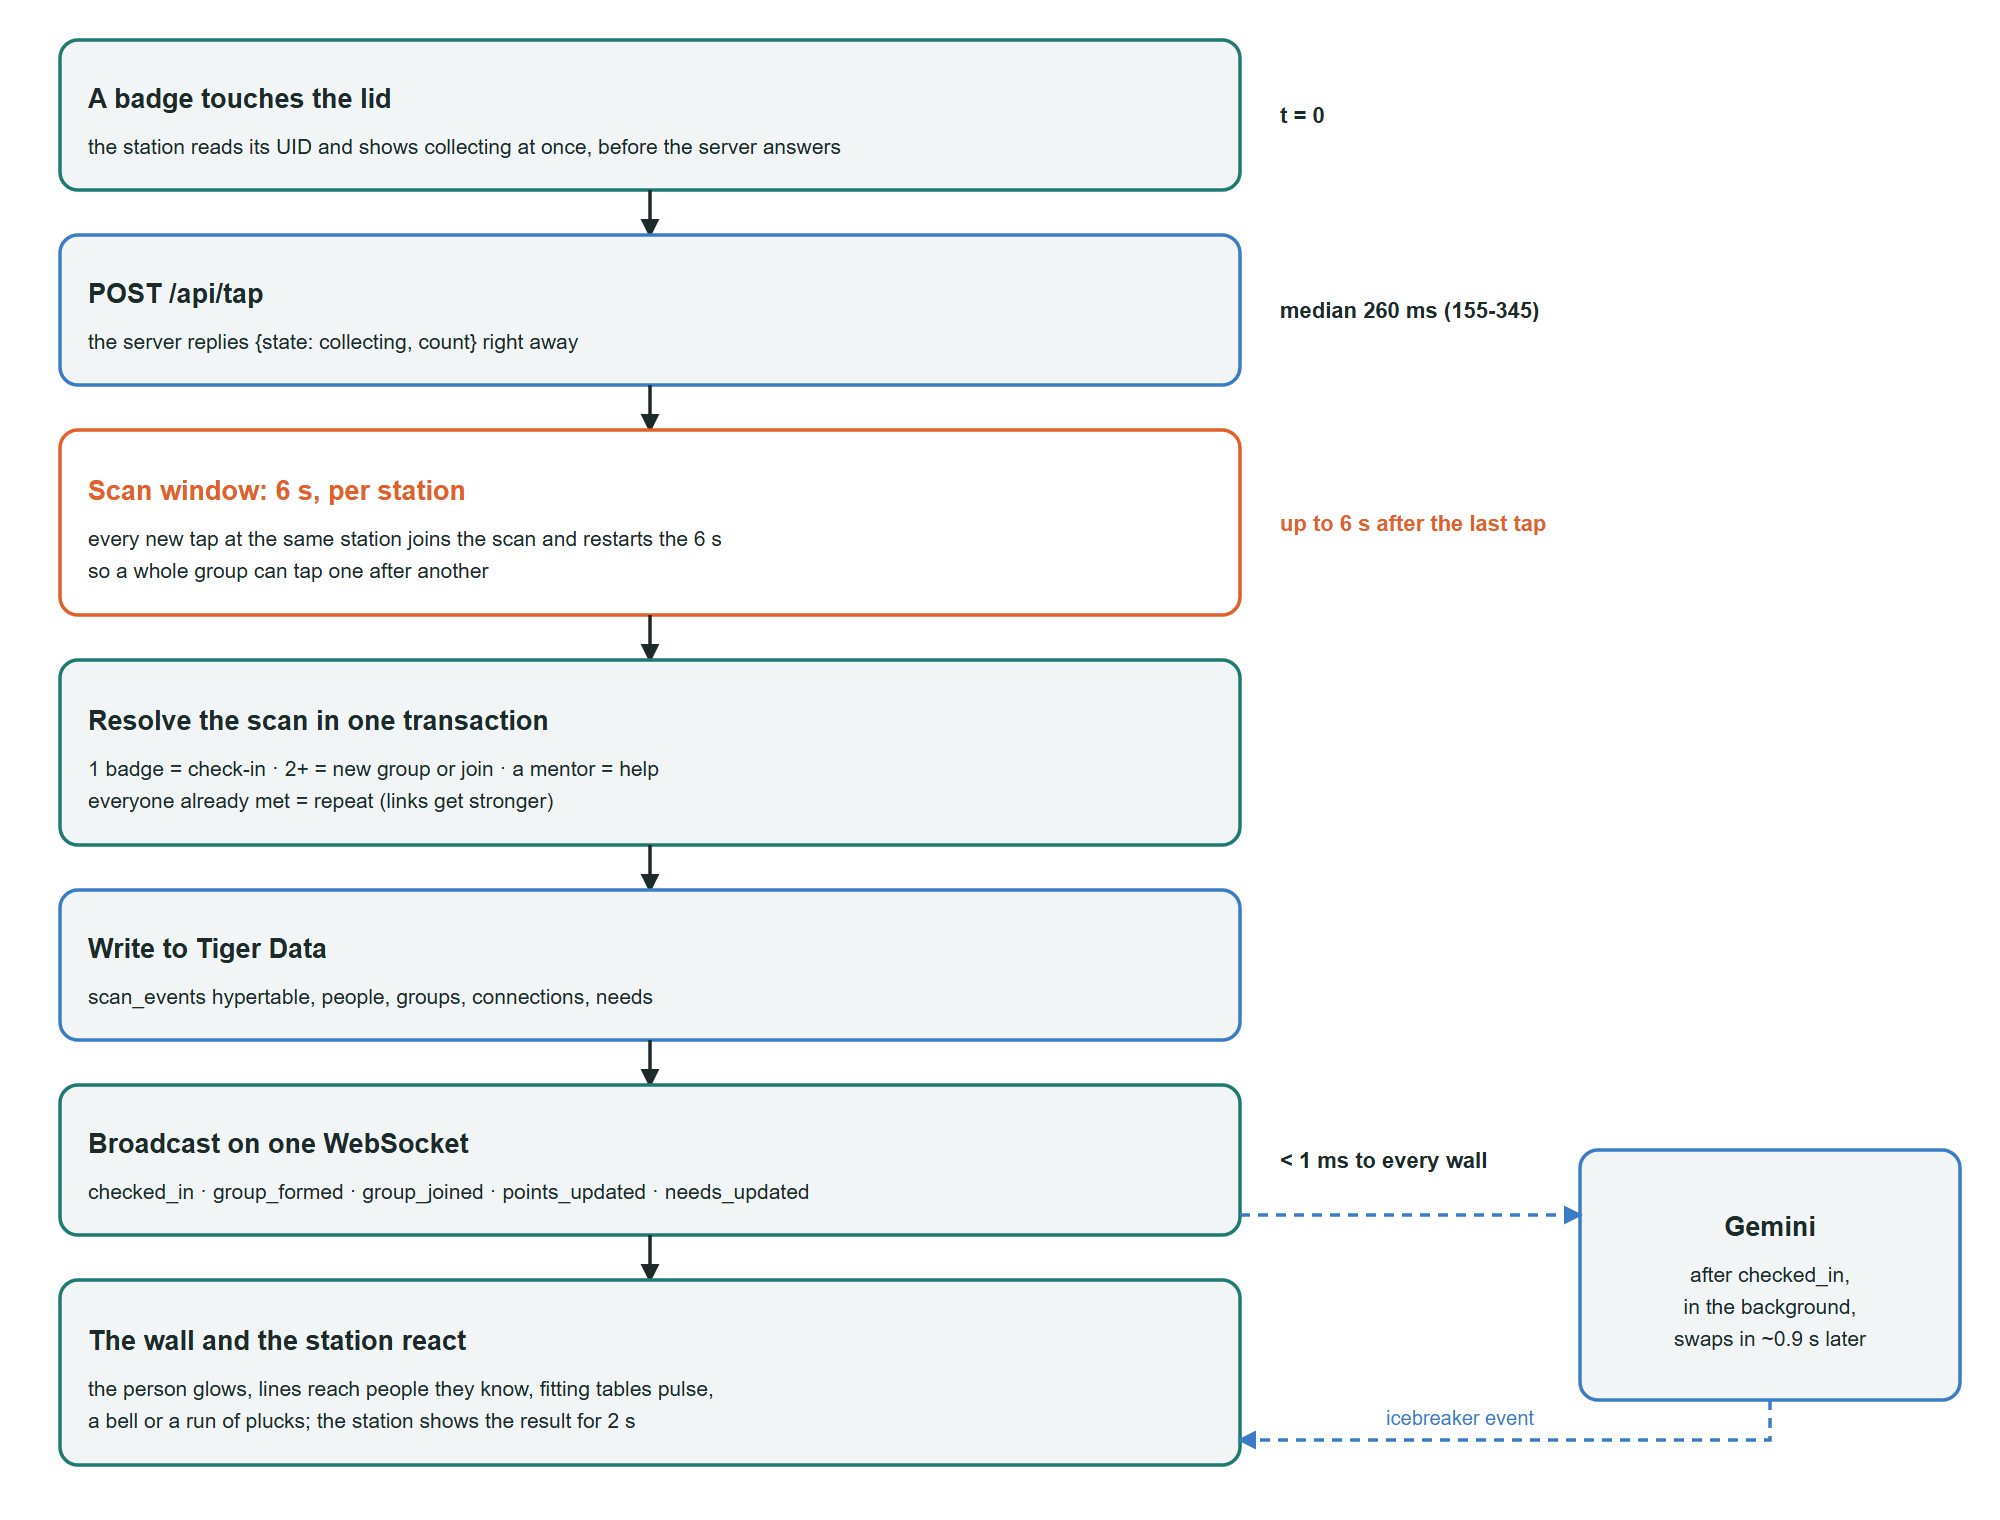 A badge touches the lid
the station reads its UID and shows collecting at once, before the server answers
t = 0
POST /api/tap
the server replies {state: collecting, count} right away
median 260 ms (155-345)
Scan window: 6 s, per station
every new tap at the same station joins the scan and restarts the 6 s
so a whole group can tap one after another
up to 6 s after the last tap
Resolve the scan in one transaction
1 badge = check-in · 2+ = new group or join · a mentor = help
everyone already met = repeat (links get stronger)
Write to Tiger Data
scan_events hypertable, people, groups, connections, needs
Broadcast on one WebSocket
checked_in · group_formed · group_joined · points_updated · needs_updated
< 1 ms to every wall
Gemini
after checked_in,
in the background,
swaps in ~0.9 s later
The wall and the station react
the person glows, lines reach people they know, fitting tables pulse,
a bell or a run of plucks; the station shows the result for 2 s
icebreaker event